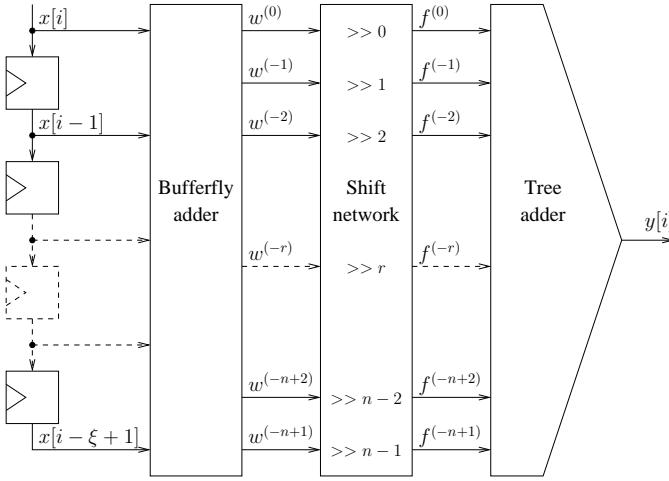 x[i] w^{(0)} >> 0 f^{(0)}
w^{(-1)} >> 1 f^{(-1)}
x[i − 1] w^{(-2)} >> 2 f^{(-2)}
Bufferfly adder
Shift network
Tree adder
y[i]
w^{(-r)} >> r f^{(-r)}
w^{(-n+2)} >> n − 2 f^{(-n+2)}
x[i − ξ + 1] w^{(-n+1)} >> n − 1 f^{(-n+1)}